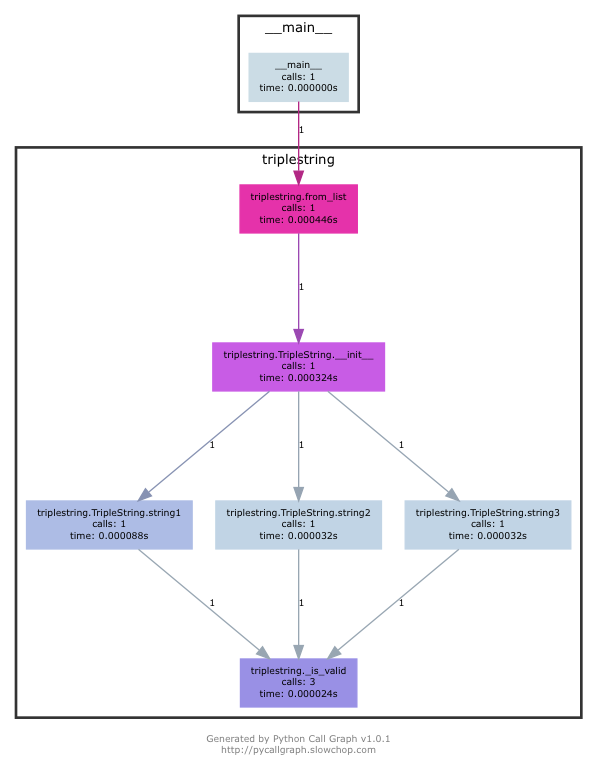 __main__
__main__
calls: 1
time: 0.000000s
1
triplestring
triplestring.from_list
calls: 1
time: 0.000446s
1
triplestring.TripleString.__init__
calls: 1
time: 0.000324s
1
1
1
triplestring.TripleString.string1
calls: 1
time: 0.000088s
triplestring.TripleString.string2
calls: 1
time: 0.000032s
triplestring.TripleString.string3
calls: 1
time: 0.000032s
1
1
1
triplestring._is_valid
calls: 3
time: 0.000024s
Generated by Python Call Graph v1.0.1
http://pycallgraph.slowchop.com